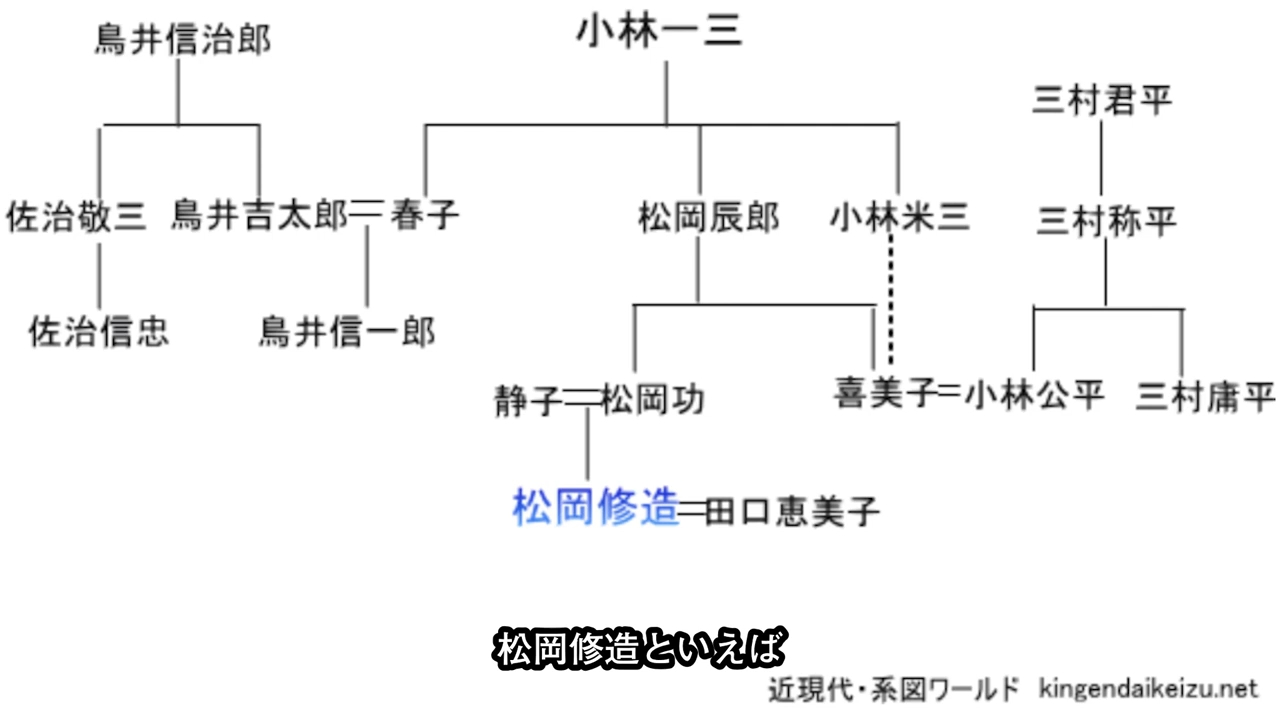 鳥井信治郎
小林一三
三村君平
佐治敬三
鳥井吉太郎
春子
松岡辰郎
小林米三
三村称平
佐治信忠
鳥井信一郎
静子
松岡功
喜美子
小林公平
三村庸平
松岡修造
田口恵美子
松岡修造といえば
近現代・系図ワールド kingendaikeizu.net